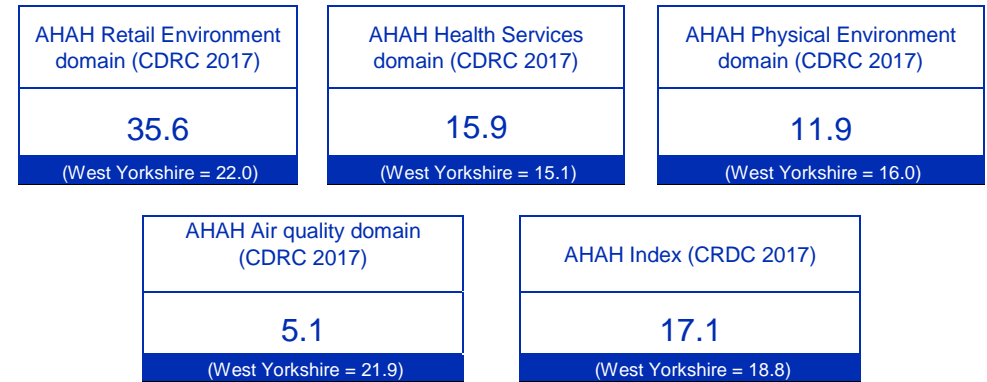 AHAH Retail Environment
domain (CDRC 2017)
35.6
(West Yorkshire = 22.0)
AHAH Health Services
domain (CDRC 2017)
15.9
(West Yorkshire = 15.1)
AHAH Physical Environment
domain (CDRC 2017)
11.9
(West Yorkshire = 16.0)
AHAH Air quality domain
(CDRC 2017)
5.1
(West Yorkshire = 21.9)
AHAH Index (CRDC 2017)
17.1
(West Yorkshire = 18.8)